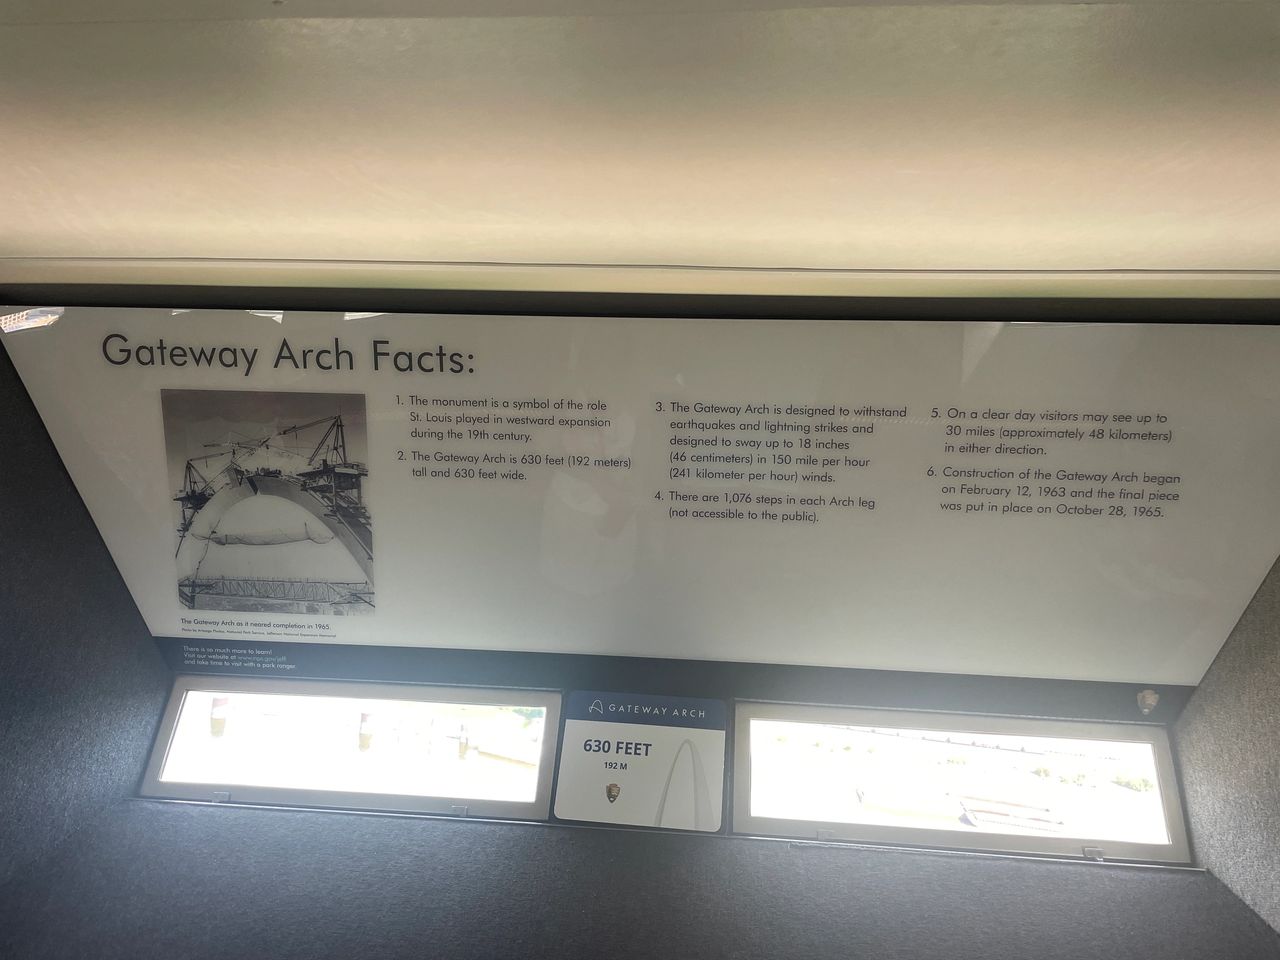 Gateway Arch Facts:
1. The monument is a symbol of the role
St. Louis played in westward expansion
during the 19th century.
2. The Gateway Arch is 630 feet (192 meters)
tall and 630 feet wide.
3. The Gateway Arch is designed to withstand
earthquakes and lightning strikes and
designed to sway up to 18 inches
(46 centimeters) in 150 mile per hour
(241 kilometer per hour) winds.
4. There are 1,076 steps in each Arch leg
(not accessible to the public).
5. On a clear day visitors may see up to
30 miles (approximately 48 kilometers)
in either direction.
6. Construction of the Gateway Arch began
on February 12, 1963 and the final piece
was put in place on October 28, 1965.
The Gateway Arch as it neared completion in 1965.
Photo by Arteaga Photos, National Park Service, Jefferson National Expansion Memorial
There is so much more to learn!
Visit our website at www.nps.gov/jeff
and take time to visit with a park ranger.
GATEWAY ARCH
630 FEET
192 M